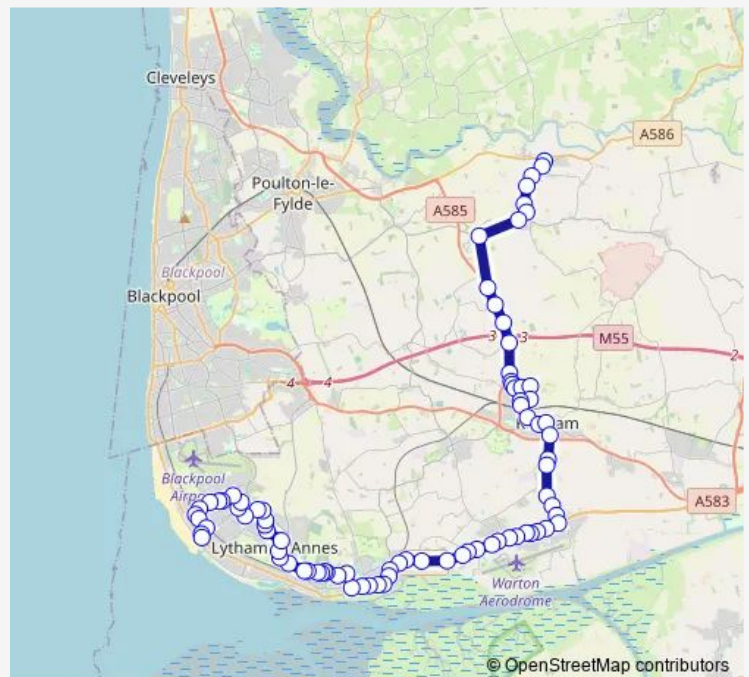 Cleveleys
A586
Poulton-le-
Fylde
A585
Blackpool
Blackpool
3
3
M55
2
4
4
Blackpool
A583
Lytham
Annes
Warton
Aerodrome
© OpenStreetMap contributors